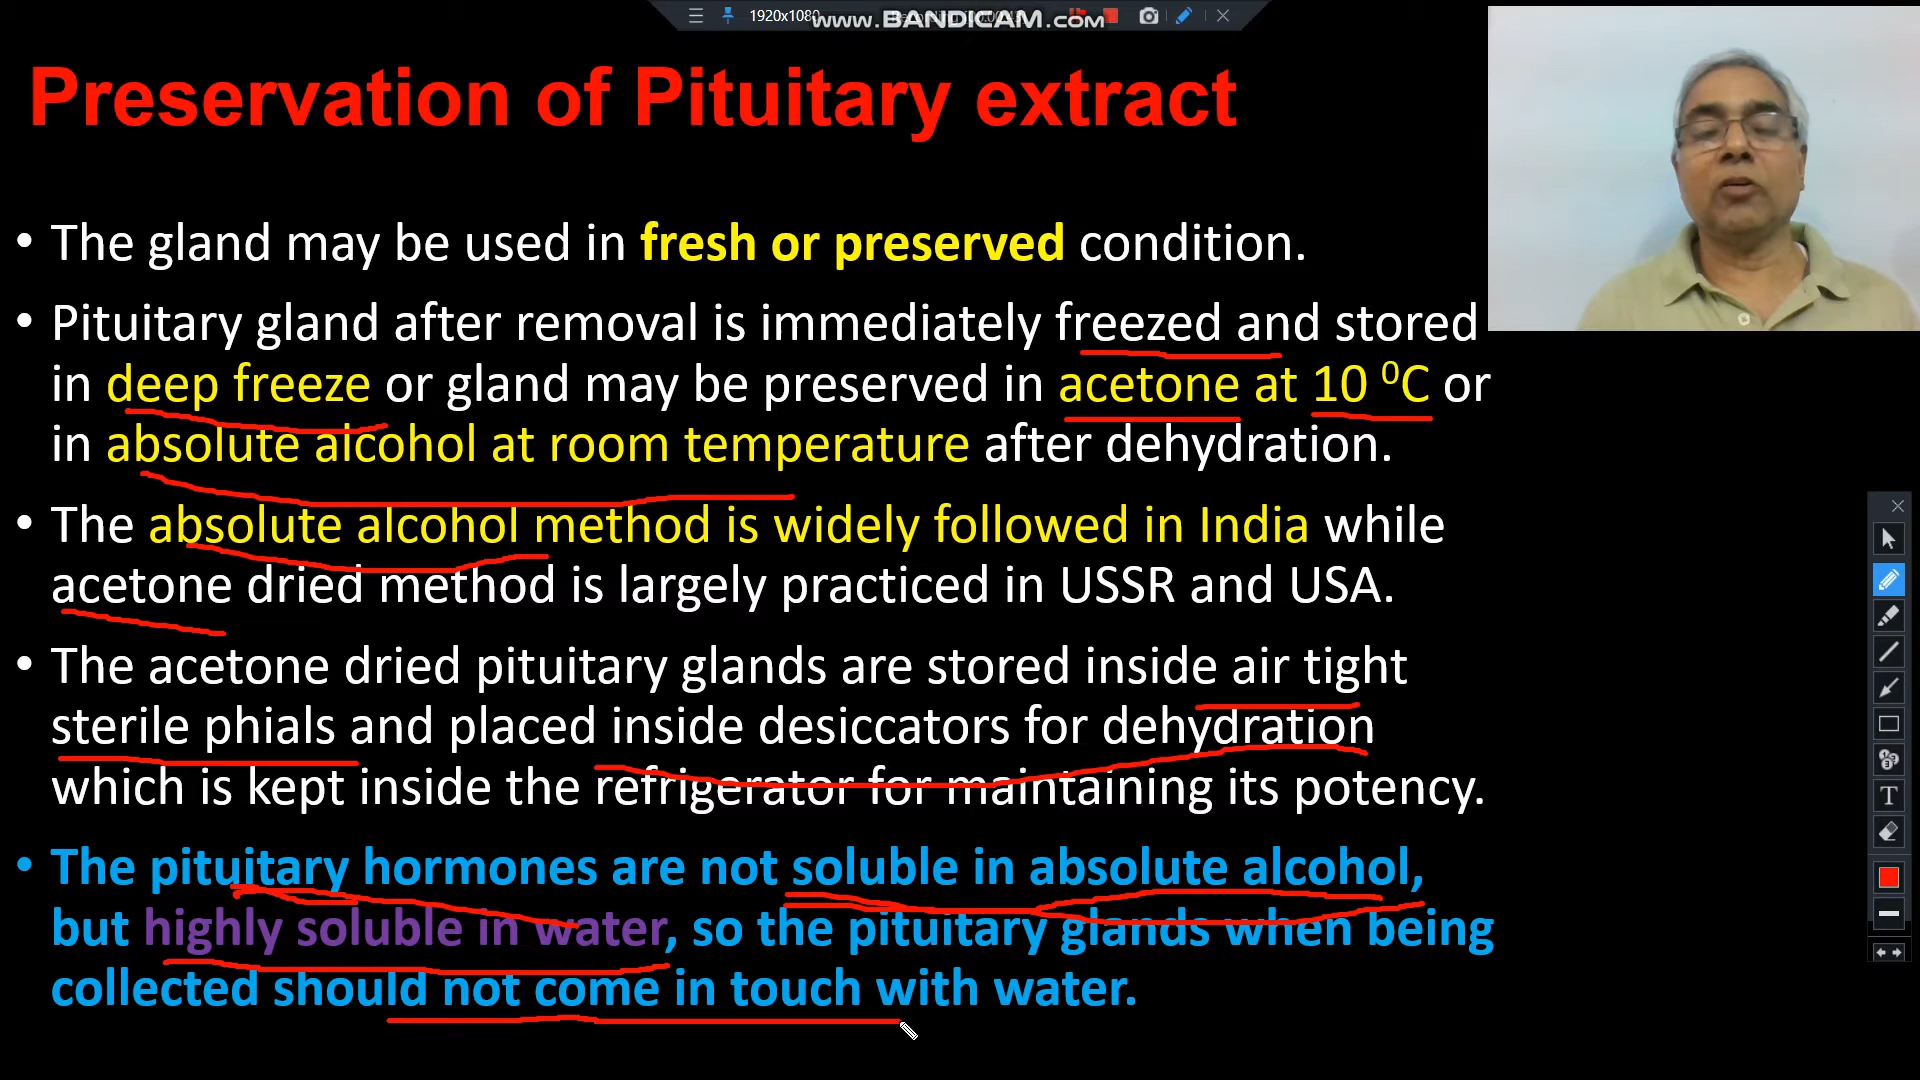 1920x1080
www.BANDICAM.com
Preservation of Pituitary extract
• The gland may be used in fresh or preserved condition.
• Pituitary gland after removal is immediately freezed and stored
in deep freeze or gland may be preserved in acetone at 10 ⁰C or
in absolute alcohol at room temperature after dehydration.
• The absolute alcohol method is widely followed in India while
acetone dried method is largely practiced in USSR and USA.
• The acetone dried pituitary glands are stored inside air tight
sterile phials and placed inside desiccators for dehydration
which is kept inside the refrigerator for maintaining its potency.
• The pituitary hormones are not soluble in absolute alcohol,
but highly soluble in water, so the pituitary glands when being
collected should not come in touch with water.